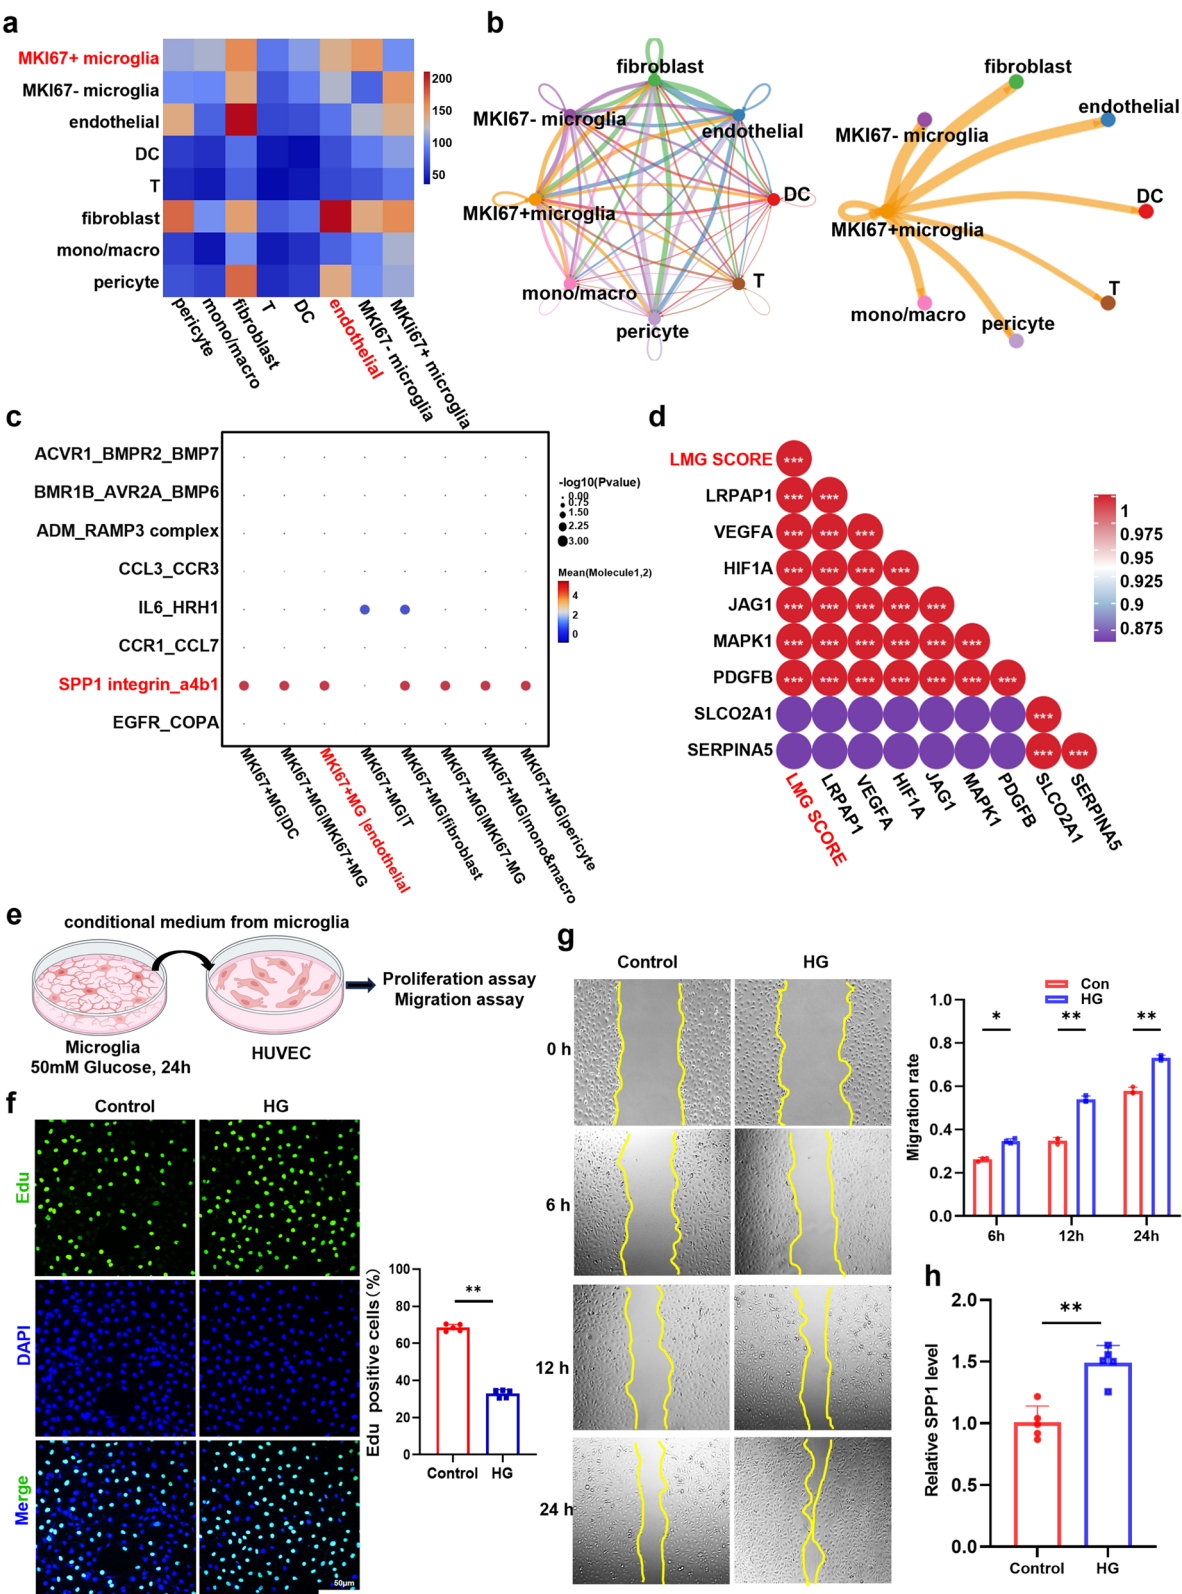 a
MKI67+ microglia
MKI67- microglia
endothelial
DC
T
fibroblast
mono/macro
pericyte
200
150
100
50
pericyte
mono/macro
fibroblast
T
DC
endothelial
MKI67- microglia
MKIi67+ microglia
b
fibroblast
MKI67- microglia
endothelial
DC
MKI67+microglia
T
mono/macro
pericyte
fibroblast
endothelial
MKI67- microglia
DC
MKI67+microglia
T
mono/macro
pericyte
c
ACVR1_BMPR2_BMP7
BMR1B_AVR2A_BMP6
ADM_RAMP3 complex
CCL3_CCR3
IL6_HRH1
CCR1_CCL7
SPP1 integrin_a4b1
EGFR_COPA
-log10(Pvalue)
0.00
0.75
1.50
2.25
3.00
Mean(Molecule1,2)
4
2
0
MKI67+MG|DC
MKI67+MG|MKI67+MG
MKI67+MG |endothelial
MKI67+MG|T
MKI67+MG|fibroblast
MKI67+MG|MKI67-MG
MKI67+MG|mono&macro
MKI67+MG|pericyte
d
LMG SCORE
***
LRPAP1
*** ***
VEGFA
*** *** ***
HIF1A
*** *** *** ***
JAG1
*** *** *** *** ***
MAPK1
*** *** *** *** *** ***
PDGFB
*** *** *** *** *** *** ***
SLCO2A1
***
SERPINA5
*** ***
LMG SCORE
LRPAP1
VEGFA
HIF1A
JAG1
MAPK1
PDGFB
SLCO2A1
SERPINA5
1
0.975
0.95
0.925
0.9
0.875
e
conditional medium from microglia
Proliferation assay
Migration assay
Microglia
50mM Glucose, 24h
HUVEC
f
Control
HG
Edu
DAPI
Merge
50µm
Edu positive cells(%)
100
80
60
40
20
0
**
Control
HG
g
Control
HG
0 h
6 h
12 h
24 h
Con
HG
Migration rate
1.0
0.8
0.6
0.4
0.2
0.0
*
**
**
6h
12h
24h
h
Relative SPP1 level
2.0
1.5
1.0
0.5
0.0
**
Control
HG